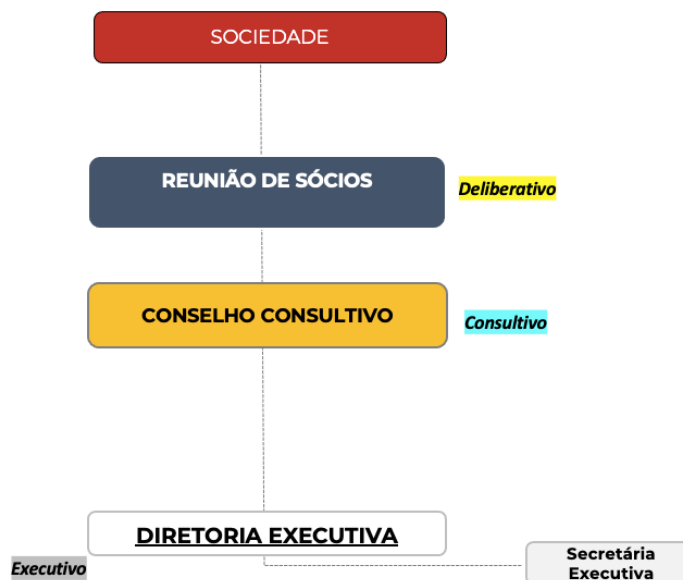 SOCIEDADE
REUNIÃO DE SÓCIOS
Deliberativo
CONSELHO CONSULTIVO
Consultivo
DIRETORIA EXECUTIVA
Executivo
Secretária
Executiva